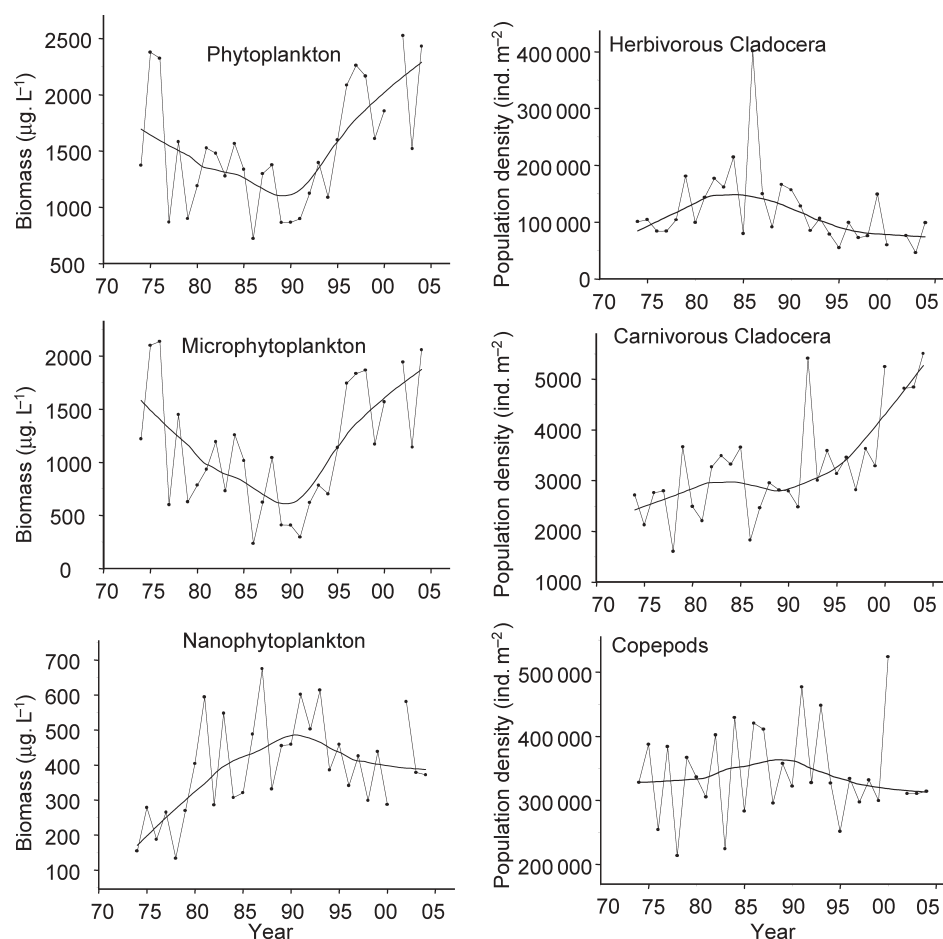 Phytoplankton
Biomass (µg. L⁻¹)
2500
2000
1500
1000
500
70 75 80 85 90 95 00 05
Herbivorous Cladocera
Population density (ind. m⁻²)
400 000
300 000
200 000
100 000
0
70 75 80 85 90 95 00 05
Microphytoplankton
Biomass (µg. L⁻¹)
2000
1500
1000
500
0
70 75 80 85 90 95 00 05
Carnivorous Cladocera
Population density (ind. m⁻²)
5000
4000
3000
2000
1000
70 75 80 85 90 95 00 05
Nanophytoplankton
Biomass (µg. L⁻¹)
700
600
500
400
300
200
100
70 75 80 85 90 95 00 05
Year
Copepods
Population density (ind. m⁻²)
500 000
400 000
300 000
200 000
70 75 80 85 90 95 00 05
Year